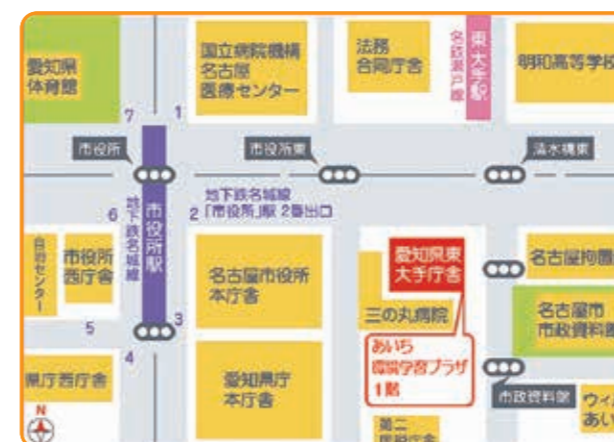 愛知県
体育館
国立病院機構
名古屋
医療センター
法務
合同庁舎
東大手駅
名鉄瀬戸線
明和高等学校
7
1
市役所
市役所東
清水橋東
6
地下鉄名城線
市役所駅
2
地下鉄名城線
「市役所」駅 2番出口
自治センター
市役所
西庁舎
名古屋市役所
本庁舎
愛知県東
大手庁舎
三の丸病院
名古屋拘置
名古屋市
市政資料館
あいち
環境学習プラザ
1階
5
3
4
県庁西庁舎
愛知県庁
本庁舎
市政資料館
ウィル
あい
第二
N